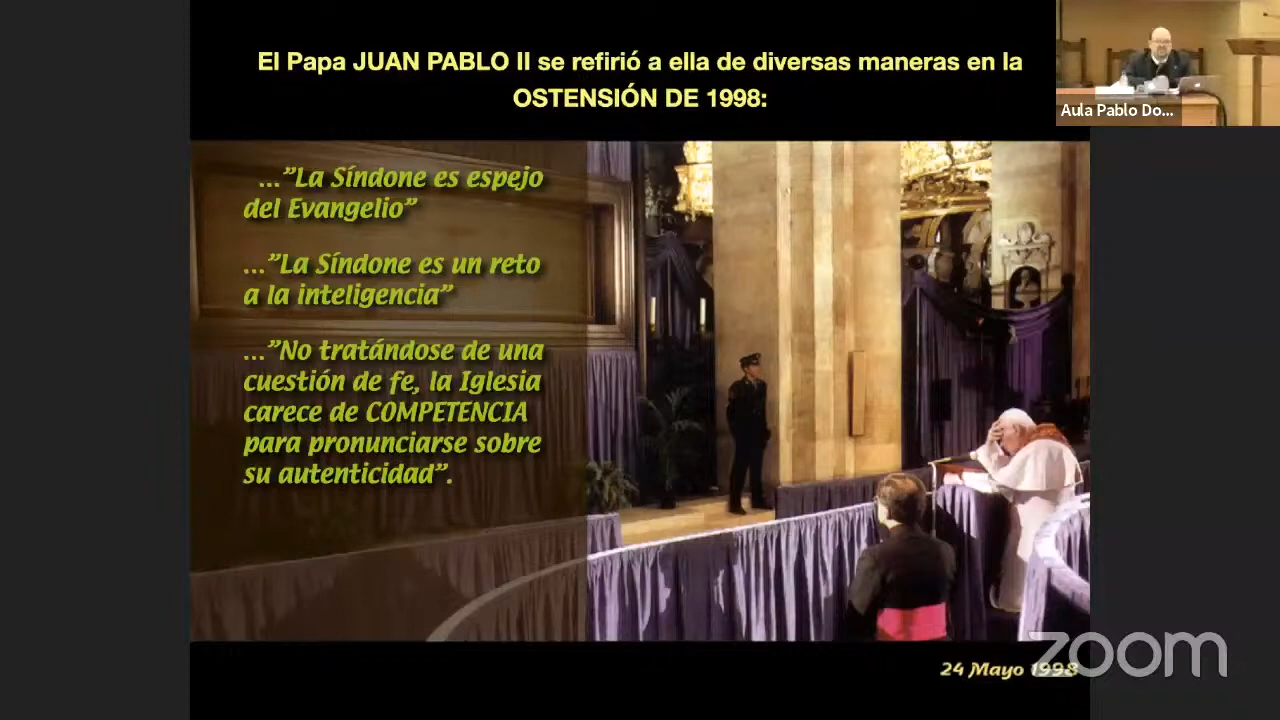 El Papa JUAN PABLO II se refirió a ella de diversas maneras en la
OSTENSIÓN DE 1998:
Aula Pablo Do...
..."La Síndone es espejo
del Evangelio"
..."La Síndone es un reto
a la inteligencia"
..."No tratándose de una
cuestión de fe, la Iglesia
carece de COMPETENCIA
para pronunciarse sobre
su autenticidad".
24 Mayo 1998
zoom